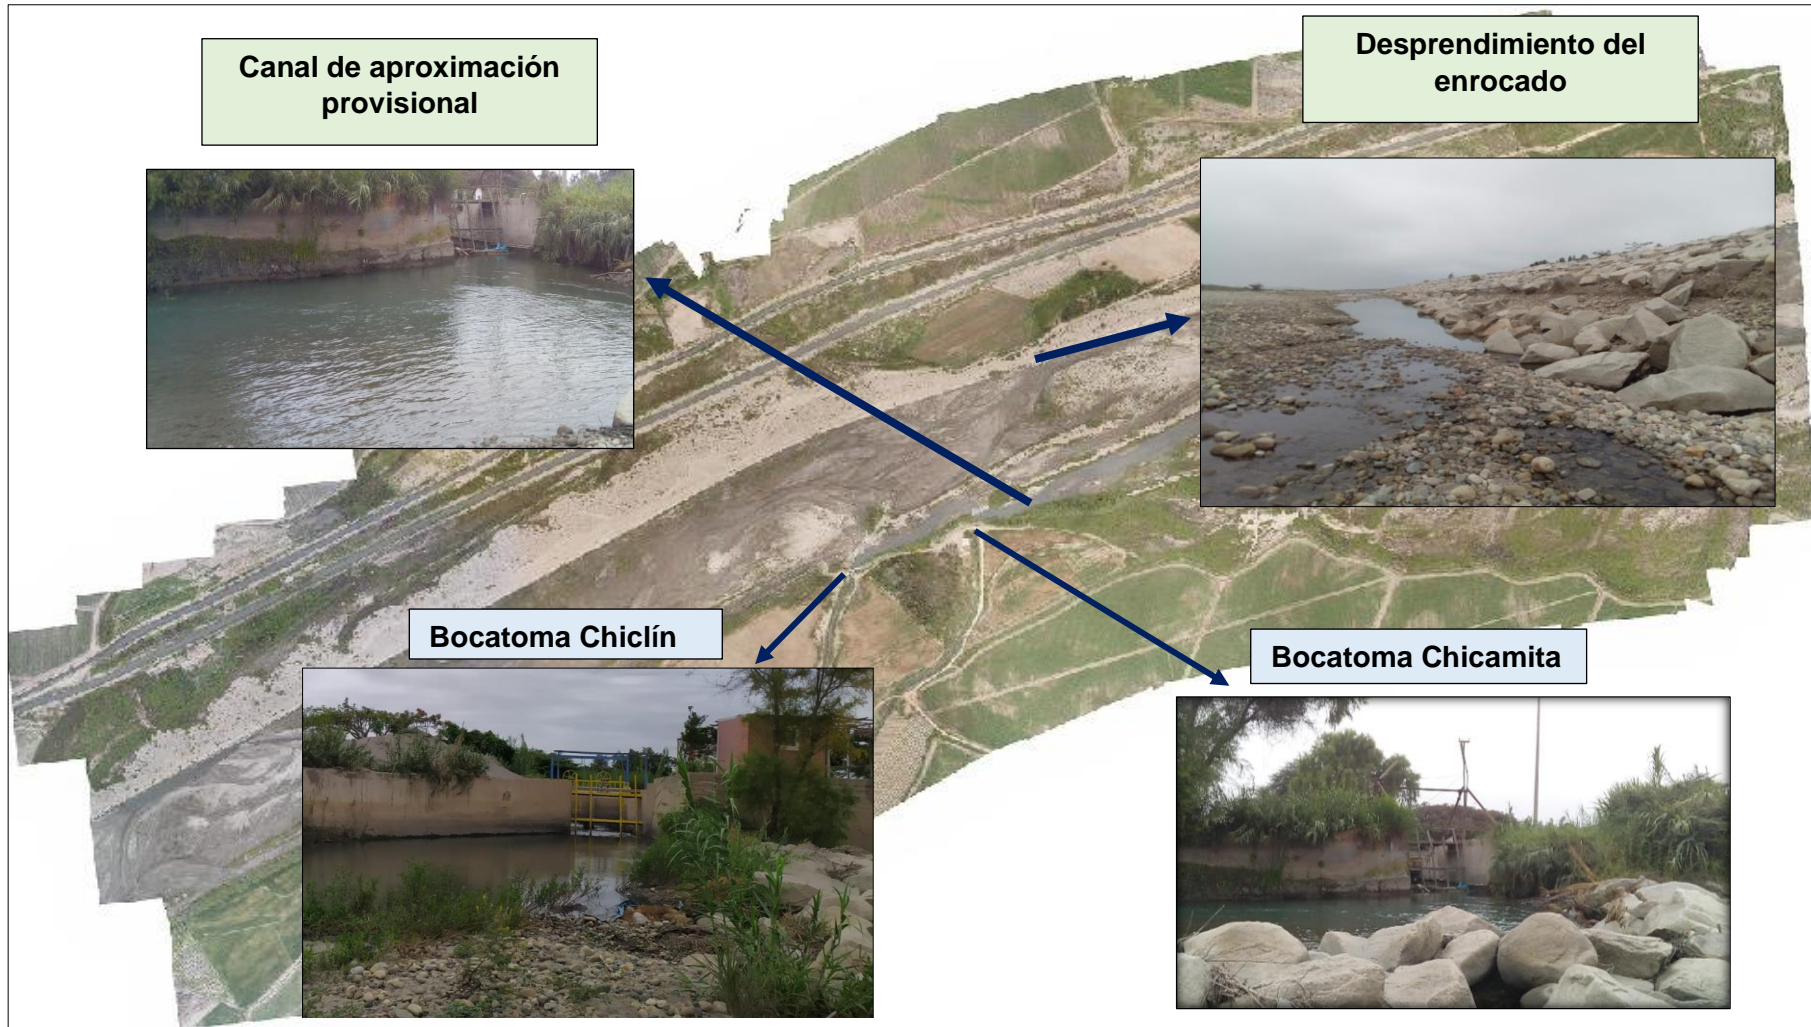 Canal de aproximación
provisional
Desprendimiento del
enrocado
Bocatoma Chiclín
Bocatoma Chicamita